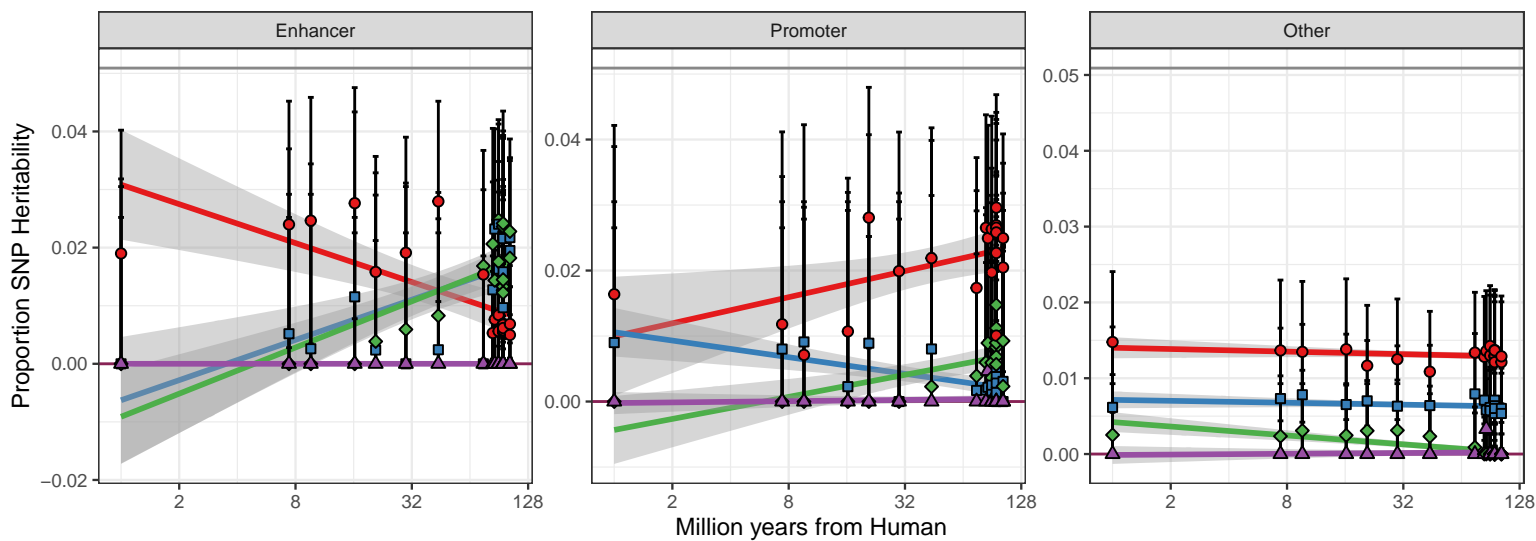 Enhancer
Promoter
Other
Proportion SNP Heritability
0.04
0.02
0.00
−0.02
0.04
0.02
0.00
0.05
0.04
0.03
0.02
0.01
0.00
2 8 32 128
2 8 32 128
2 8 32 128
Million years from Human